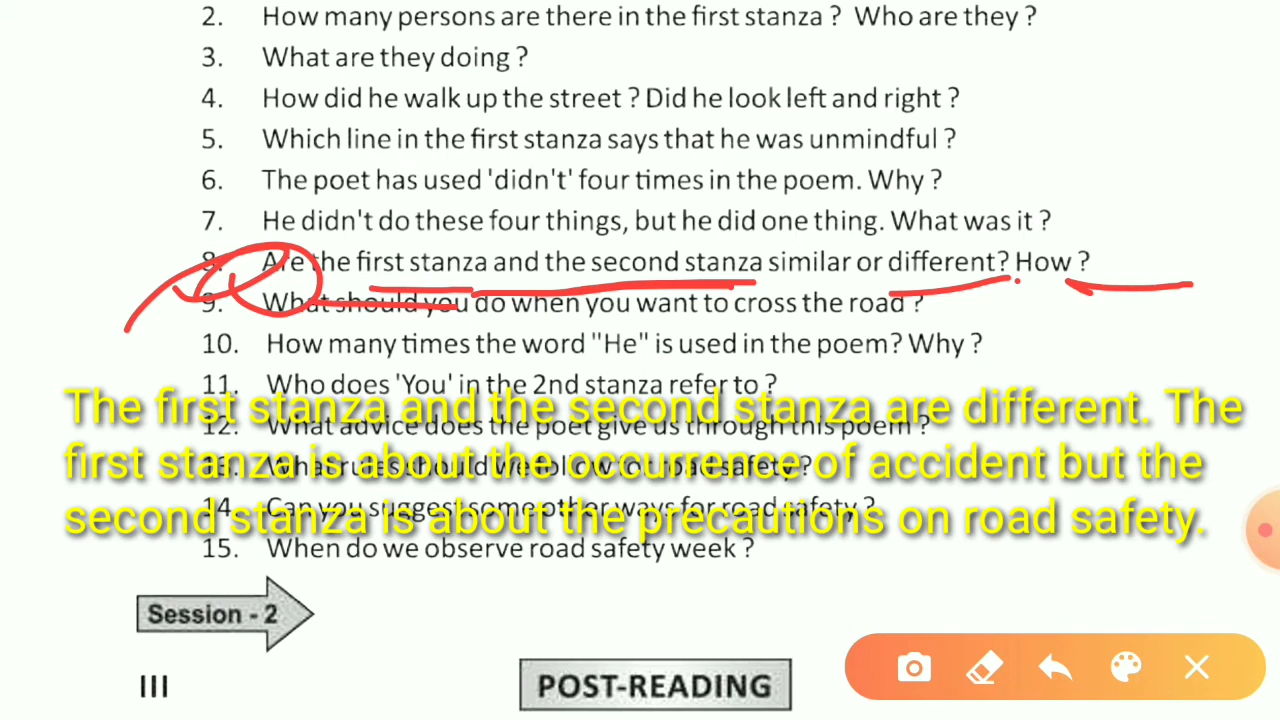 2. How many persons are there in the first stanza ? Who are they ?
3. What are they doing ?
4. How did he walk up the street ? Did he look left and right ?
5. Which line in the first stanza says that he was unmindful ?
6. The poet has used 'didn't' four times in the poem. Why ?
7. He didn't do these four things, but he did one thing. What was it ?
8. Are the first stanza and the second stanza similar or different? How ?
9. What should you do when you want to cross the road ?
10. How many times the word "He" is used in the poem? Why ?
11. Who does 'You' in the 2nd stanza refer to ?
The first stanza and the second stanza are different. The
12. What advice does the poet give us through this poem ?
first stanza is about the occurrence of accident but the
13. What rules should we follow for road safety ?
14. Can you suggest some other ways for road safety ?
second stanza is about the precautions on road safety.
15. When do we observe road safety week ?
Session - 2
III POST-READING